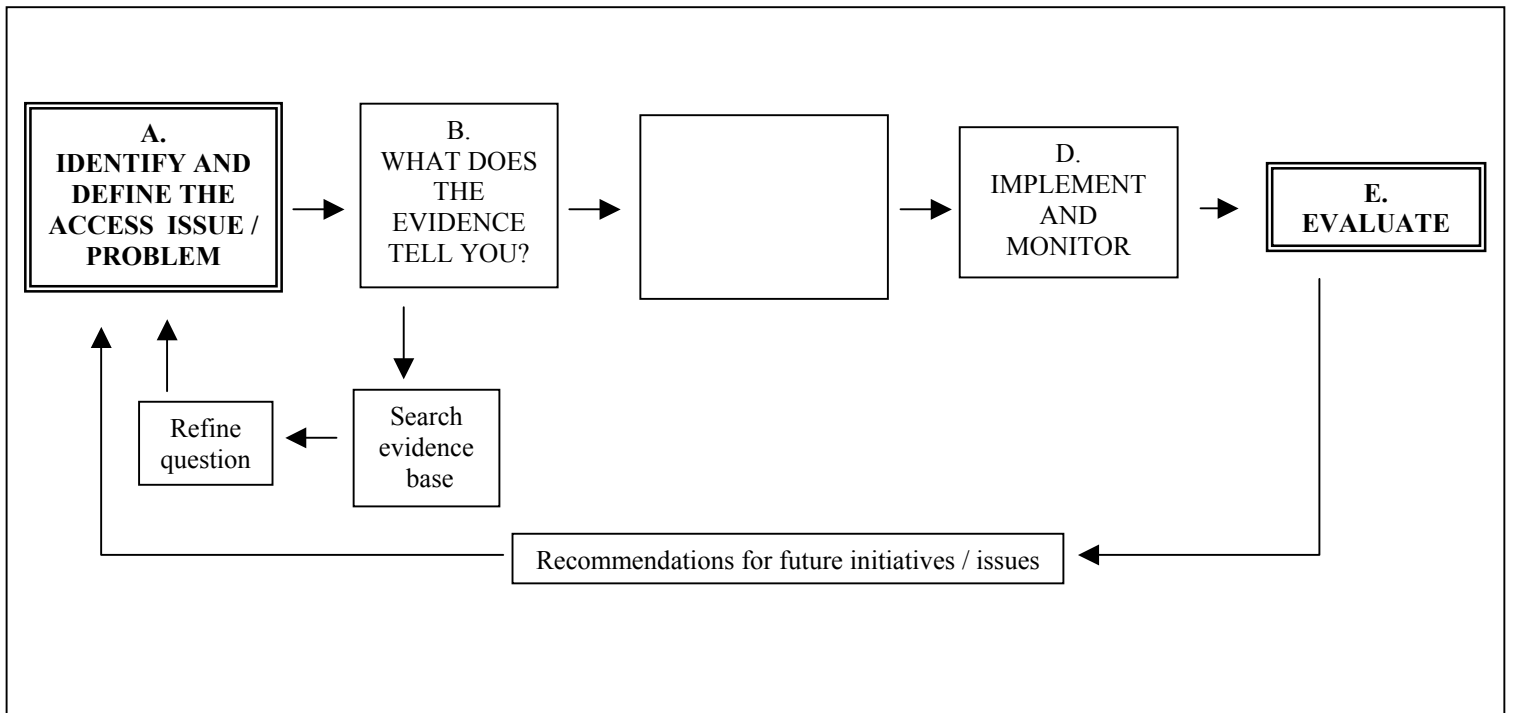 A.
IDENTIFY AND
DEFINE THE
ACCESS ISSUE /
PROBLEM
B.
WHAT DOES
THE
EVIDENCE
TELL YOU?
D.
IMPLEMENT
AND
MONITOR
E.
EVALUATE
Refine
question
Search
evidence
base
Recommendations for future initiatives / issues